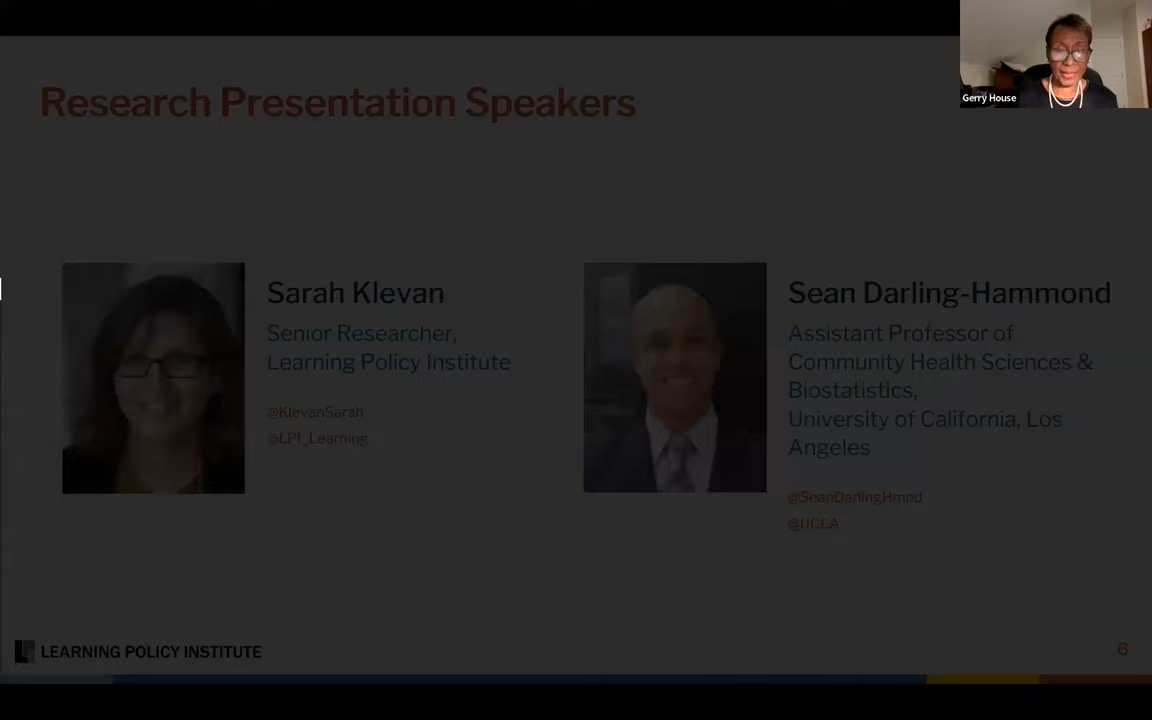 Gerry House
Research Presentation Speakers
Sarah Klevan
Senior Researcher,
Learning Policy Institute
@KlevanSarah
@LPI_Learning
Sean Darling-Hammond
Assistant Professor of
Community Health Sciences &
Biostatistics,
University of California, Los
Angeles
@SeanDarlingHmnd
@UCLA
LEARNING POLICY INSTITUTE
6